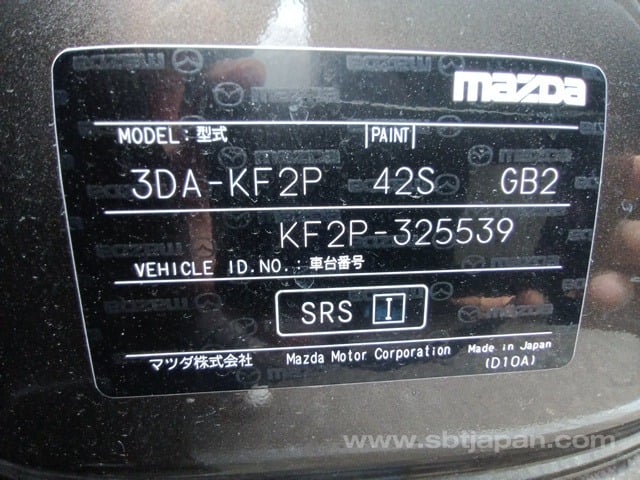 mazda
MODEL: 型式 PAINT
3DA-KF2P 42S GB2
KF2P-325539
VEHICLE ID.NO.:車台番号
SRS I
マツダ株式会社 Mazda Motor Corporation Made in Japan
(D10A)
www.sbtjapan.com